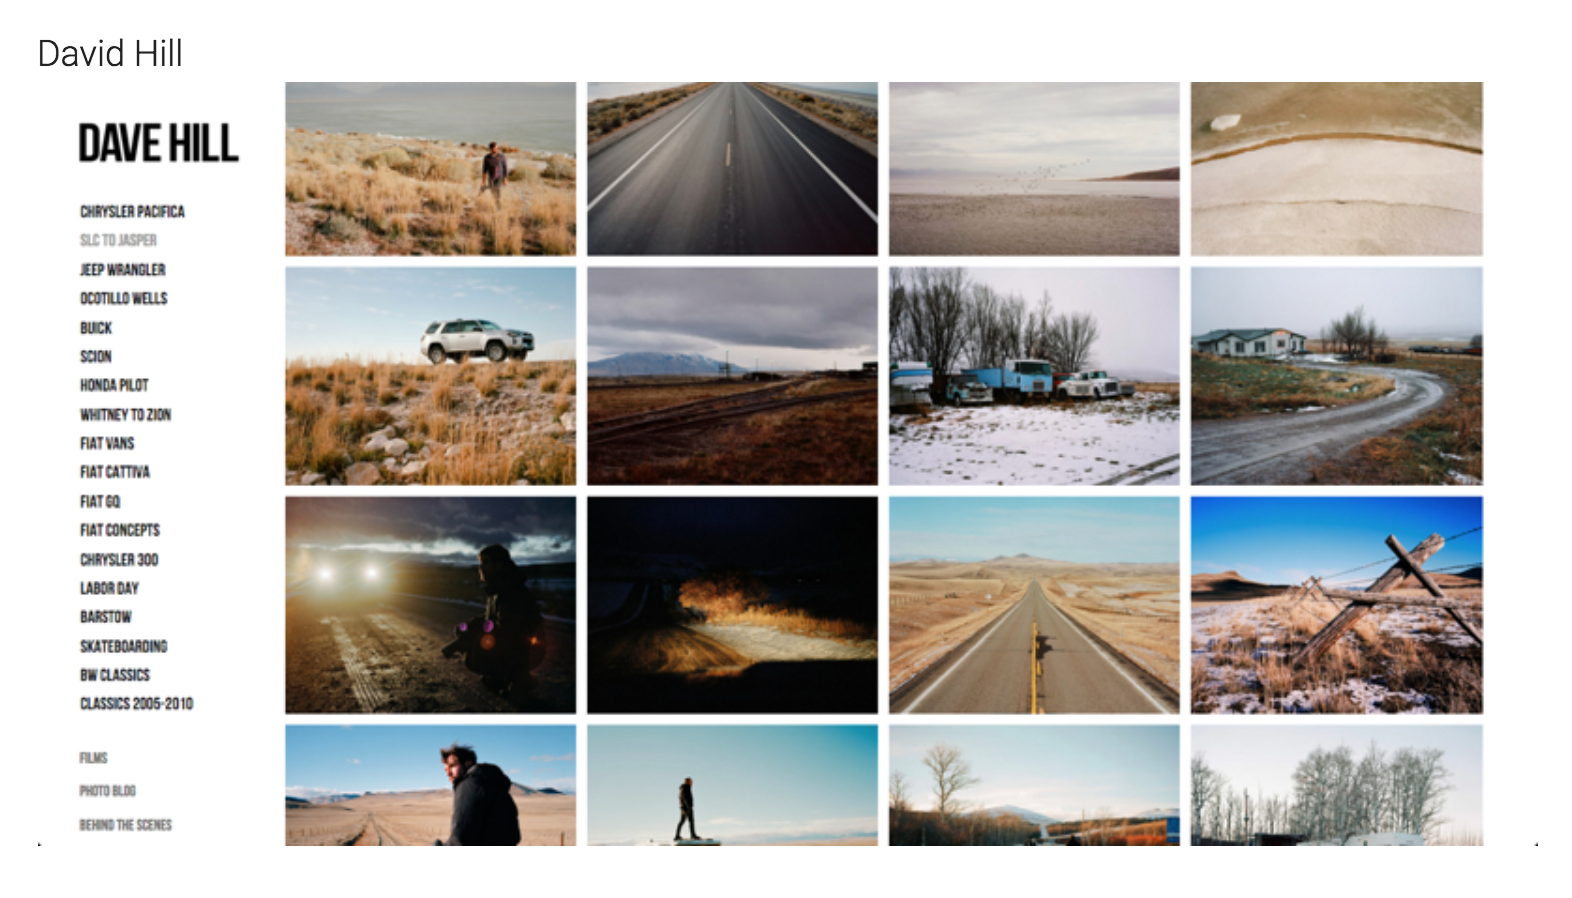 David Hill
DAVE HILL
CHRYSLER PACIFICA
SLC TO JASPER
JEEP WRANGLER
OCOTILLO WELLS
BUICK
SCION
HONDA PILOT
WHITNEY TO ZION
FIAT VANS
FIAT CATTIVA
FIAT GQ
FIAT CONCEPTS
CHRYSLER 300
LABOR DAY
BARSTOW
SKATEBOARDING
BW CLASSICS
CLASSICS 2005-2010
FILMS
PHOTO BLOG
BEHIND THE SCENES